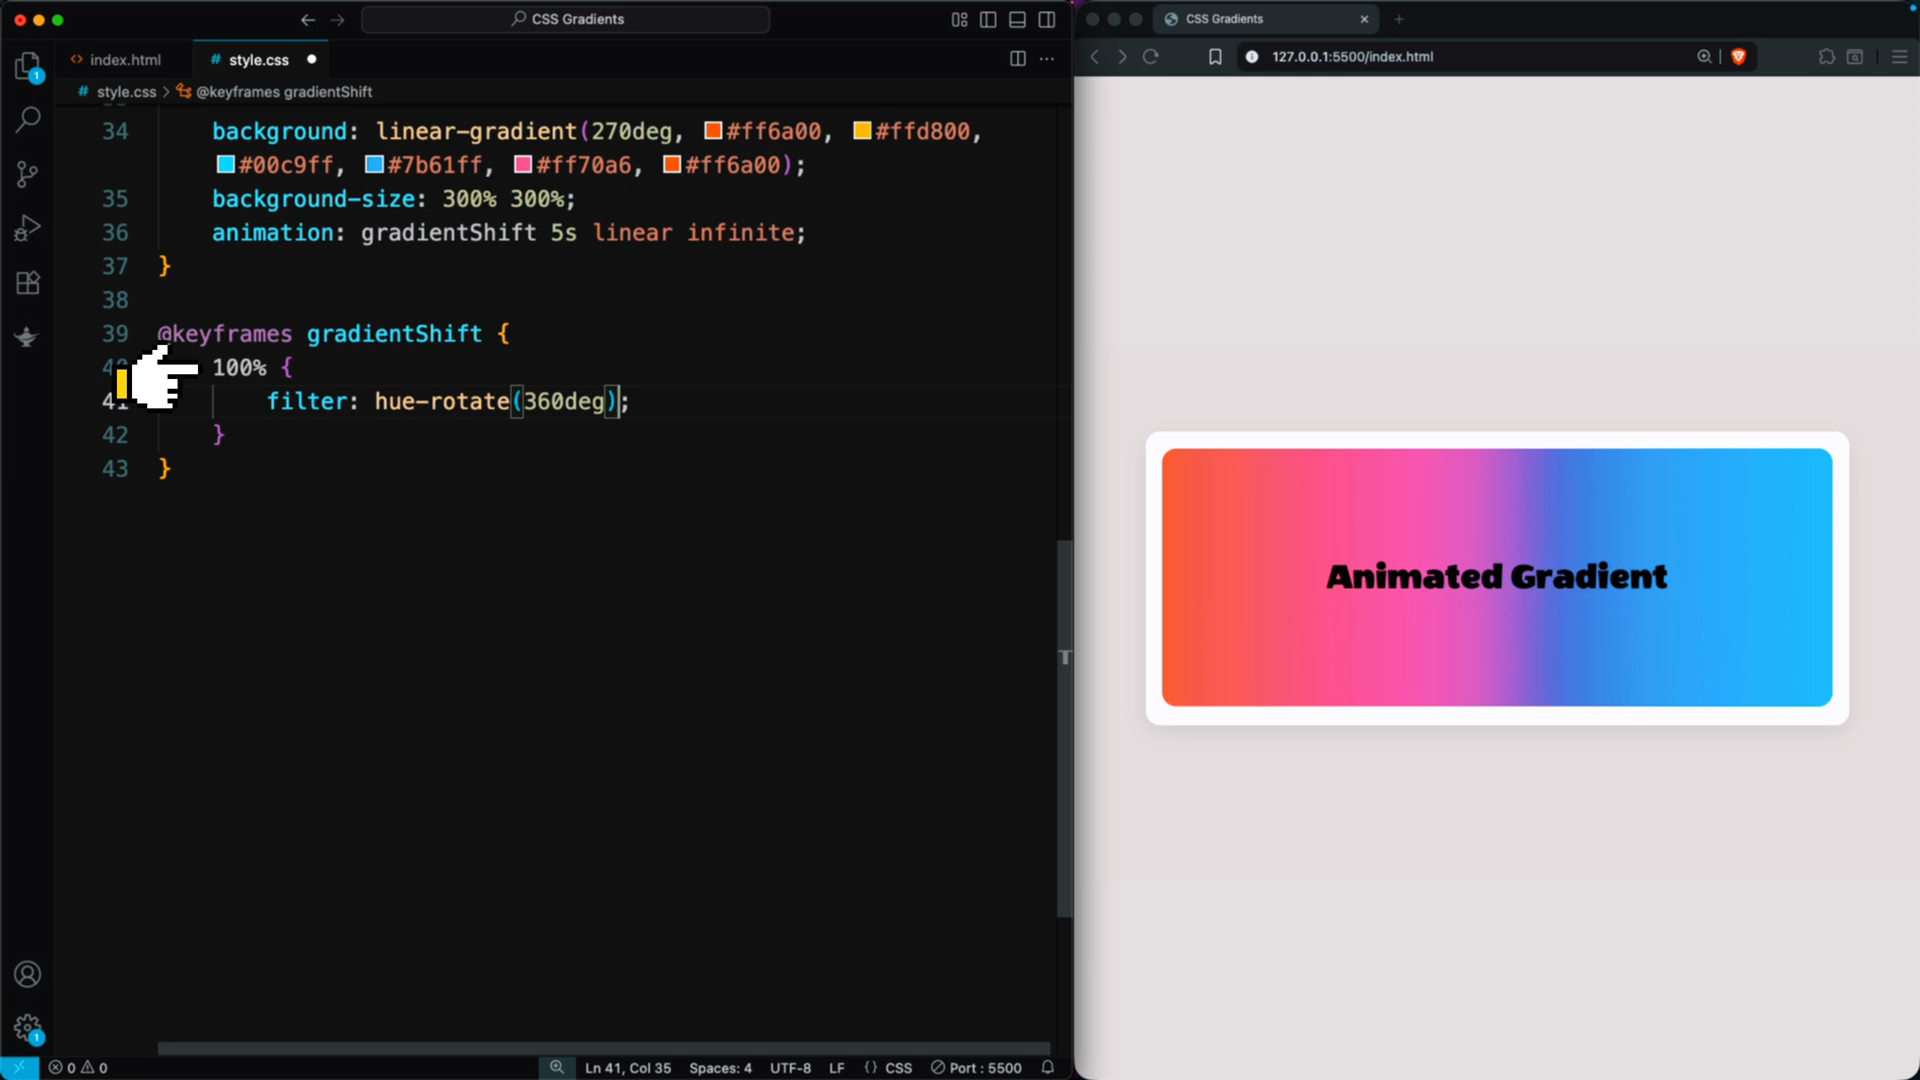 CSS Gradients
index.html
# style.css
# style.css > @keyframes gradientShift
34 background: linear-gradient(270deg, #ff6a00, #ffd800,
#00c9ff, #7b61ff, #ff70a6, #ff6a00);
35 background-size: 300% 300%;
36 animation: gradientShift 5s linear infinite;
37 }
38
39 @keyframes gradientShift {
100% {
41 filter: hue-rotate(360deg);
42 }
43 }
1
1
0 0
Ln 41, Col 35
Spaces: 4
UTF-8
LF
{} CSS
Port : 5500
CSS Gradients
127.0.0.1:5500/index.html
Animated Gradient